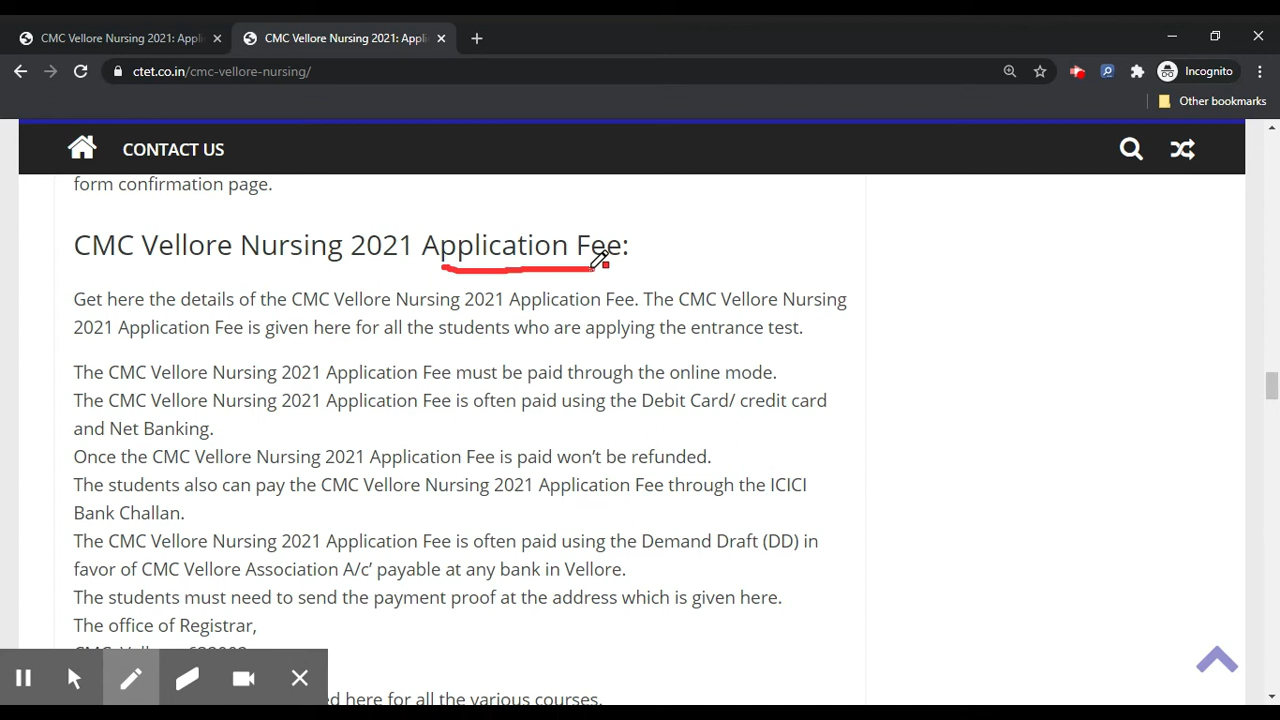 CMC Vellore Nursing 2021: Appl
CMC Vellore Nursing 2021: Appl
ctet.co.in/cmc-vellore-nursing/
Incognito
Other bookmarks
CONTACT US
form confirmation page.
CMC Vellore Nursing 2021 Application Fee:
Get here the details of the CMC Vellore Nursing 2021 Application Fee. The CMC Vellore Nursing
2021 Application Fee is given here for all the students who are applying the entrance test.
The CMC Vellore Nursing 2021 Application Fee must be paid through the online mode.
The CMC Vellore Nursing 2021 Application Fee is often paid using the Debit Card/ credit card
and Net Banking.
Once the CMC Vellore Nursing 2021 Application Fee is paid won’t be refunded.
The students also can pay the CMC Vellore Nursing 2021 Application Fee through the ICICI
Bank Challan.
The CMC Vellore Nursing 2021 Application Fee is often paid using the Demand Draft (DD) in
favor of CMC Vellore Association A/c’ payable at any bank in Vellore.
The students must need to send the payment proof at the address which is given here.
The office of Registrar,
here for all the various courses.